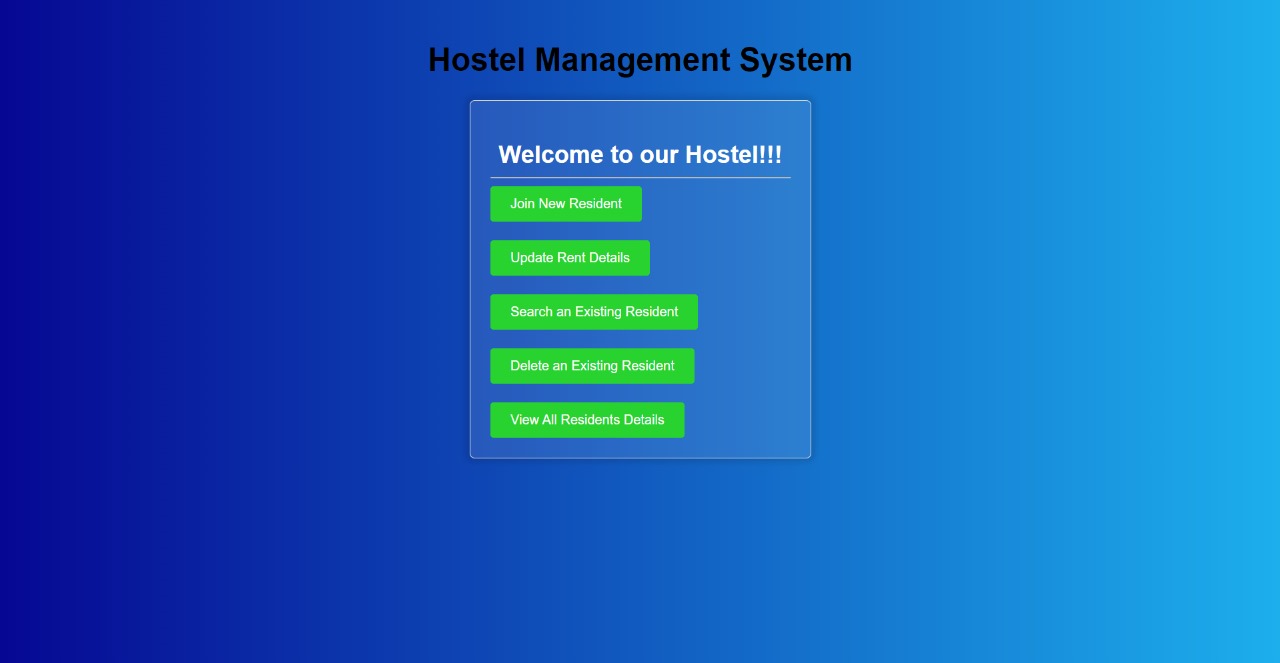 Hostel Management System
Welcome to our Hostel!!!
Join New Resident
Update Rent Details
Search an Existing Resident
Delete an Existing Resident
View All Residents Details